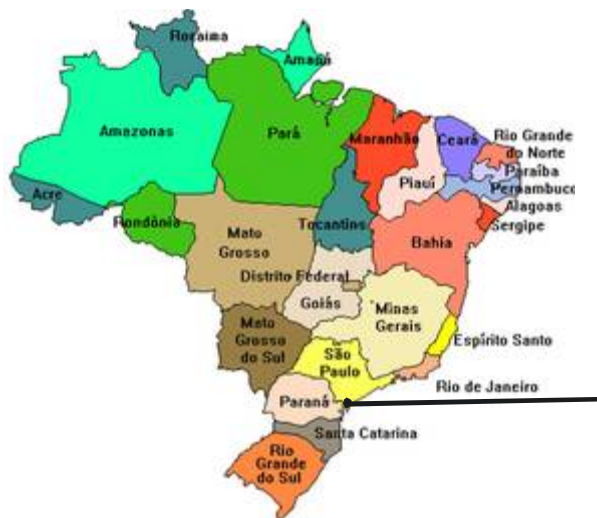 Roraima
Amapá
Amazonas
Pará
Maranhão
Ceará
Rio Grande
do Norte
Paraíba
Piauí
Pernambuco
Acre
Alagoas
Rondônia
Tocantins
Sergipe
Mato
Grosso
Bahia
Distrito Federal
Goiás
Minas
Gerais
Mato
Grosso
do Sul
São
Paulo
Espírito Santo
Rio de Janeiro
Paraná
Santa Catarina
Rio
Grande
do Sul